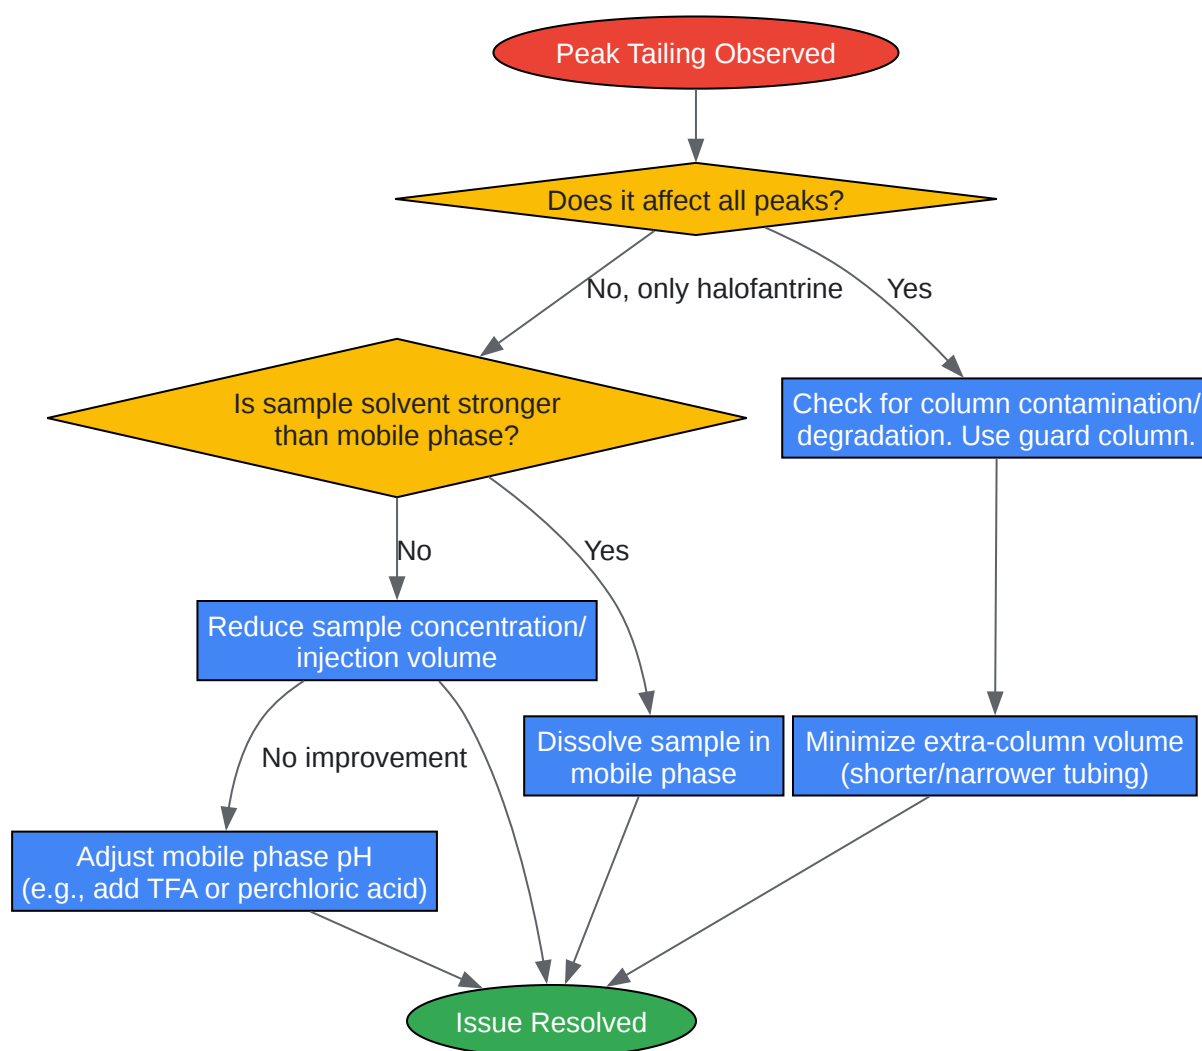 Peak Tailing Observed
Does it affect all peaks?
No, only halofantrine
Yes
Is sample solvent stronger
than mobile phase?
Check for column contamination/
degradation. Use guard column.
No
Yes
Reduce sample concentration/
injection volume
No improvement
Dissolve sample in
mobile phase
Minimize extra-column volume
(shorter/narrower tubing)
Adjust mobile phase pH
(e.g., add TFA or perchloric acid)
Issue Resolved